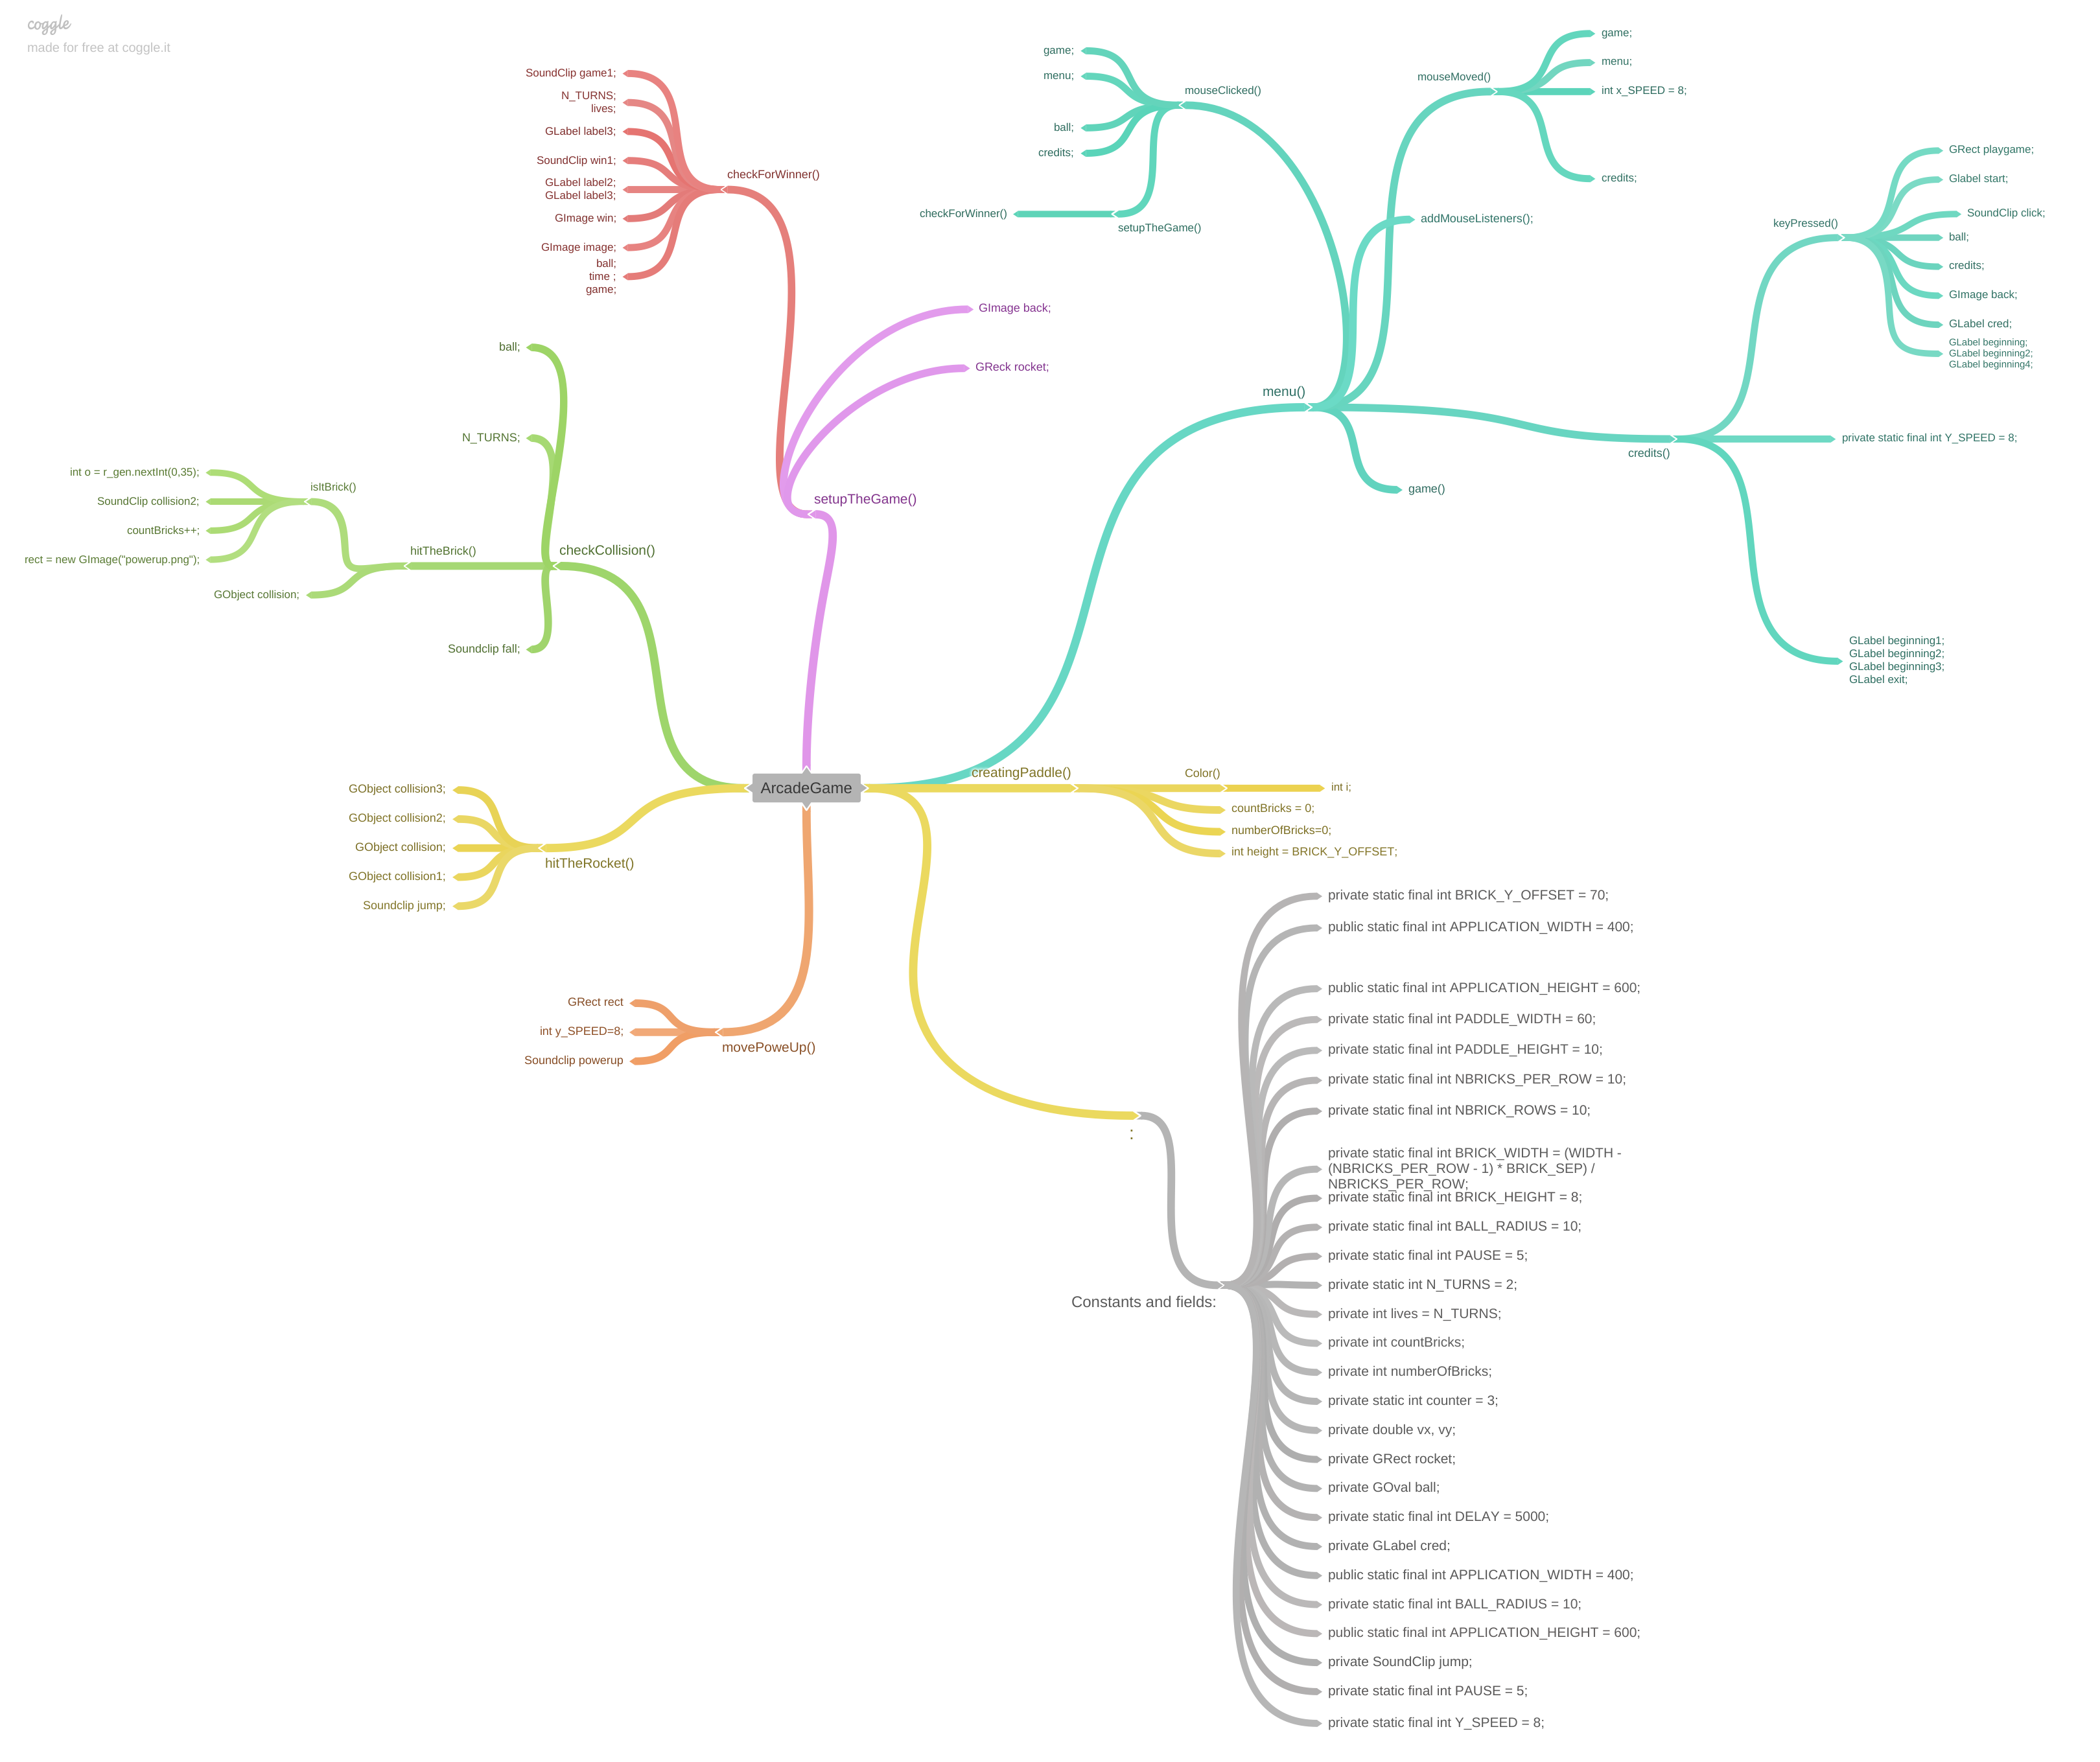 coggle
made for free at coggle.it
SoundClip game1;
N_TURNS;
lives;
GLabel label3;
SoundClip win1;
GLabel label2;
GLabel label3;
GImage win;
GImage image;
ball;
time ;
game;
checkForWinner()
GImage back;
GReck rocket;
setupTheGame()
ball;
N_TURNS;
int o = r_gen.nextInt(0,35);
SoundClip collision2;
countBricks++;
rect = new GImage("powerup.png");
isItBrick()
GObject collision;
hitTheBrick()
checkCollision()
Soundclip fall;
game;
menu;
ball;
credits;
mouseClicked()
checkForWinner()
setupTheGame()
mouseMoved()
game;
menu;
int x_SPEED = 8;
credits;
addMouseListeners();
menu()
game()
keyPressed()
GRect playgame;
Glabel start;
SoundClip click;
ball;
credits;
GImage back;
GLabel cred;
GLabel beginning;
GLabel beginning2;
GLabel beginning4;
credits()
private static final int Y_SPEED = 8;
GLabel beginning1;
GLabel beginning2;
GLabel beginning3;
GLabel exit;
ArcadeGame
creatingPaddle()
Color()
int i;
countBricks = 0;
numberOfBricks=0;
int height = BRICK_Y_OFFSET;
GObject collision3;
GObject collision2;
GObject collision;
GObject collision1;
Soundclip jump;
hitTheRocket()
GRect rect
int y_SPEED=8;
Soundclip powerup
movePoweUp()
:
Constants and fields:
private static final int BRICK_Y_OFFSET = 70;
public static final int APPLICATION_WIDTH = 400;
public static final int APPLICATION_HEIGHT = 600;
private static final int PADDLE_WIDTH = 60;
private static final int PADDLE_HEIGHT = 10;
private static final int NBRICKS_PER_ROW = 10;
private static final int NBRICK_ROWS = 10;
private static final int BRICK_WIDTH = (WIDTH -
(NBRICKS_PER_ROW - 1) * BRICK_SEP) /
NBRICKS_PER_ROW;
private static final int BRICK_HEIGHT = 8;
private static final int BALL_RADIUS = 10;
private static final int PAUSE = 5;
private static int N_TURNS = 2;
private int lives = N_TURNS;
private int countBricks;
private int numberOfBricks;
private static int counter = 3;
private double vx, vy;
private GRect rocket;
private GOval ball;
private static final int DELAY = 5000;
private GLabel cred;
public static final int APPLICATION_WIDTH = 400;
private static final int BALL_RADIUS = 10;
public static final int APPLICATION_HEIGHT = 600;
private SoundClip jump;
private static final int PAUSE = 5;
private static final int Y_SPEED = 8;